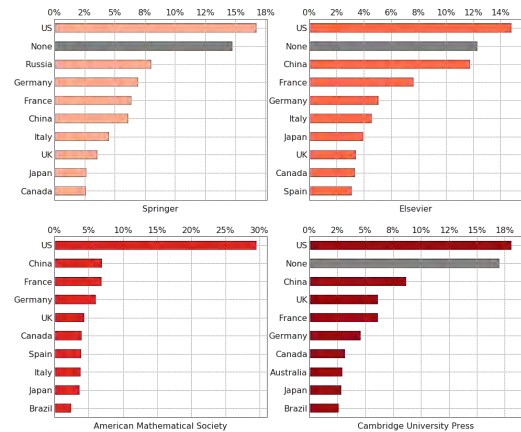 0% 2% 5% 8% 10% 12% 15% 18%
US
None
Russia
Germany
France
China
Italy
UK
Japan
Canada
Springer
0% 2% 4% 6% 8% 10% 12% 14%
US
None
China
France
Germany
Italy
Japan
UK
Canada
Spain
Elsevier
0% 5% 10% 15% 20% 25% 30%
US
China
France
Germany
UK
Canada
Spain
Italy
Japan
Brazil
American Mathematical Society
0% 2% 5% 8% 10% 12% 15% 18%
US
None
China
UK
France
Germany
Canada
Australia
Japan
Brazil
Cambridge University Press